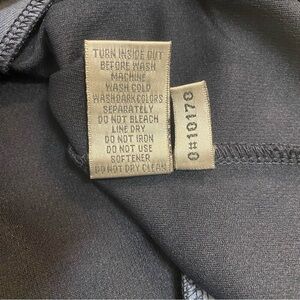 TURN INSIDE OUT
BEFORE WASH
MACHINE
WASH COLD
WASH DARK COLORS
SEPARATELY
DO NOT BLEACH
LINE DRY
DO NOT IRON
DO NOT USE
SOFTENER
DO NOT DRY CLEAN
O#10170